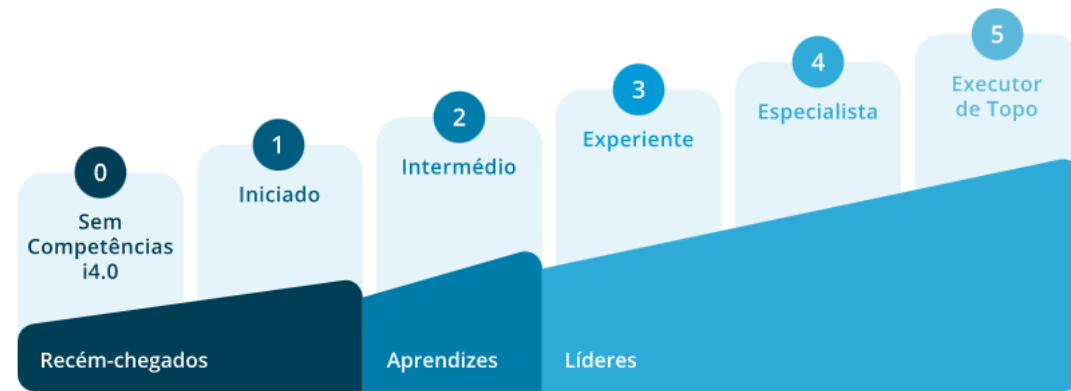 0
Sem
Competências
i4.0
1
Iniciado
2
Intermédio
3
Experiente
4
Especialista
5
Executor
de Topo
Recém-chegados
Aprendizes
Líderes